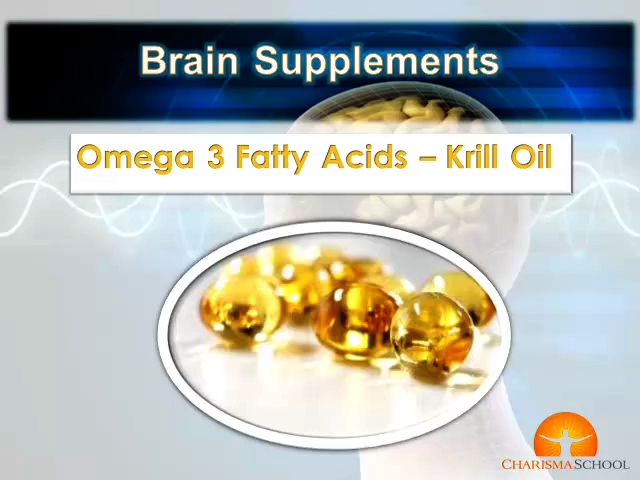 Brain Supplements
Omega 3 Fatty Acids – Krill Oil
CHARISMA SCHOOL